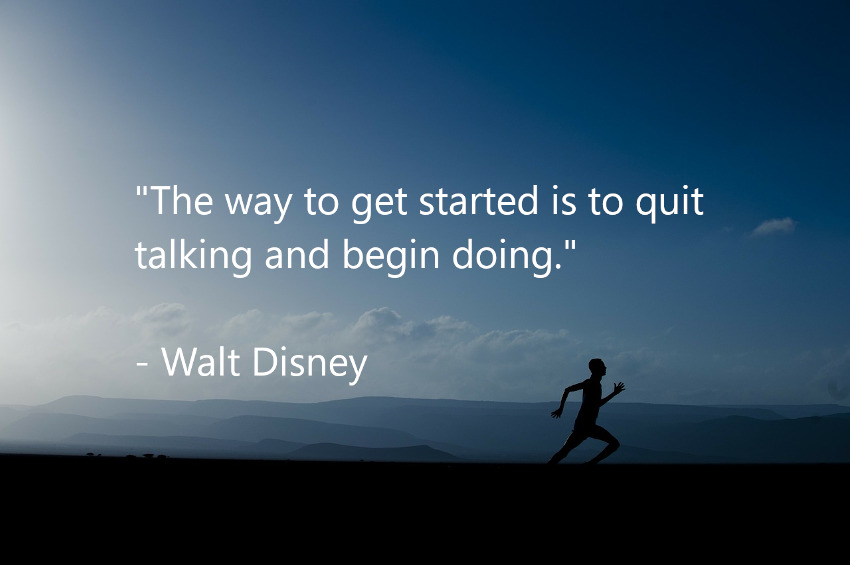 "The way to get started is to quit
talking and begin doing."
- Walt Disney